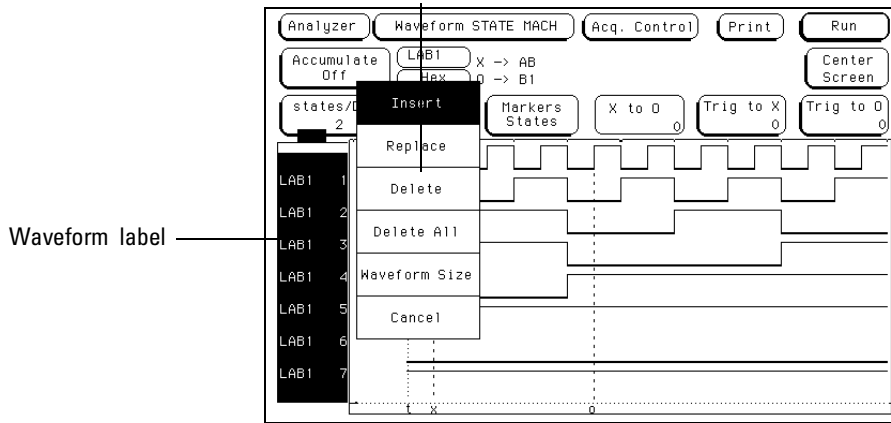 Analyzer Waveform STATE MACH Acq. Control Print Run
Accumulate Off LAB1 X -> AB Center Screen
Hex O -> B1
states/D 2 Markers States X to O 0 Trig to X 0 Trig to O 0
Insert
Replace
Delete
Delete All
Waveform Size
Cancel
LAB1 1
LAB1 2
LAB1 3
LAB1 4
LAB1 5
LAB1 6
LAB1 7
Waveform label
t X O